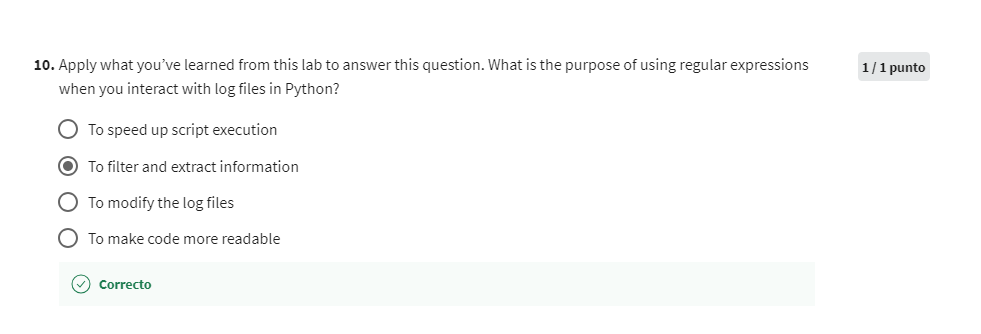 10. Apply what you’ve learned from this lab to answer this question. What is the purpose of using regular expressions
when you interact with log files in Python?
1 / 1 punto
To speed up script execution
To filter and extract information
To modify the log files
To make code more readable
Correcto